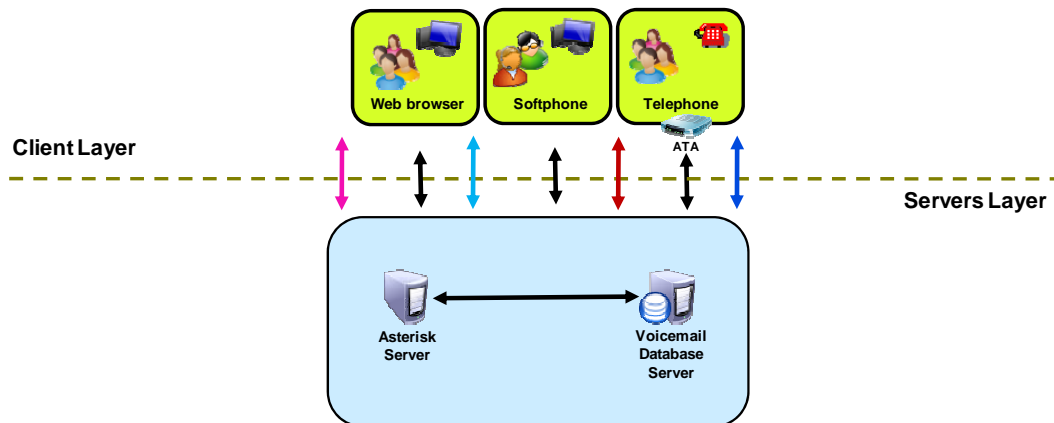 Web browser
Softphone
Telephone
ATA
Client Layer
Servers Layer
Asterisk
Server
Voicemail
Database
Server